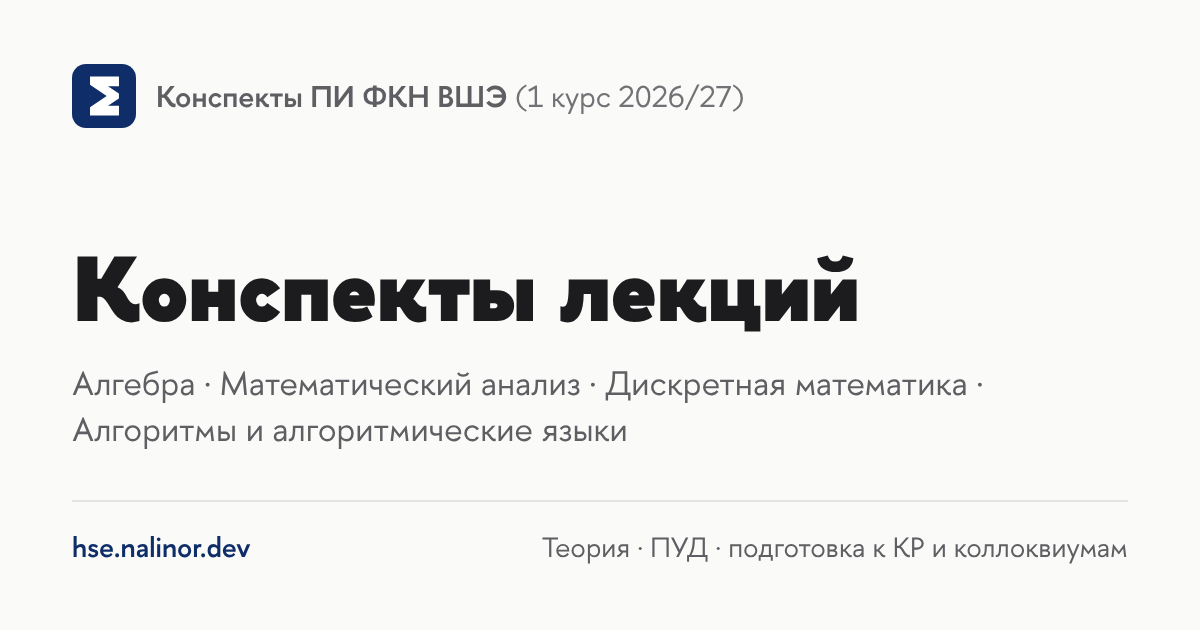 Σ
Конспекты ПИ ФКН ВШЭ (1 курс 2026/27)
Конспекты лекций
Алгебра · Математический анализ · Дискретная математика ·
Алгоритмы и алгоритмические языки
hse.nalinor.dev
Теория · ПУД · подготовка к КР и коллоквиумам